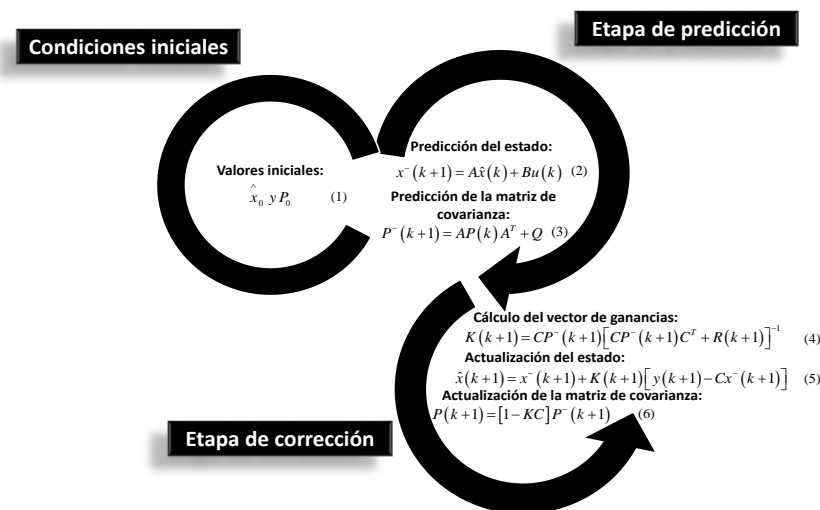 Condiciones iniciales
Etapa de predicción
Valores iniciales:
x̂₀ y P₀ (1)
Predicción del estado:
x⁻(k+1) = Ax̂(k) + Bu(k) (2)
Predicción de la matriz de
covarianza:
P⁻(k+1) = AP(k)Aᵀ + Q (3)
Cálculo del vector de ganancias:
K(k+1) = CP⁻(k+1)[CP⁻(k+1)Cᵀ + R(k+1)]⁻¹ (4)
Actualización del estado:
x̂(k+1) = x⁻(k+1) + K(k+1)[y(k+1) − Cx⁻(k+1)] (5)
Actualización de la matriz de covarianza:
P(k+1) = [1 − KC]P⁻(k+1) (6)
Etapa de corrección